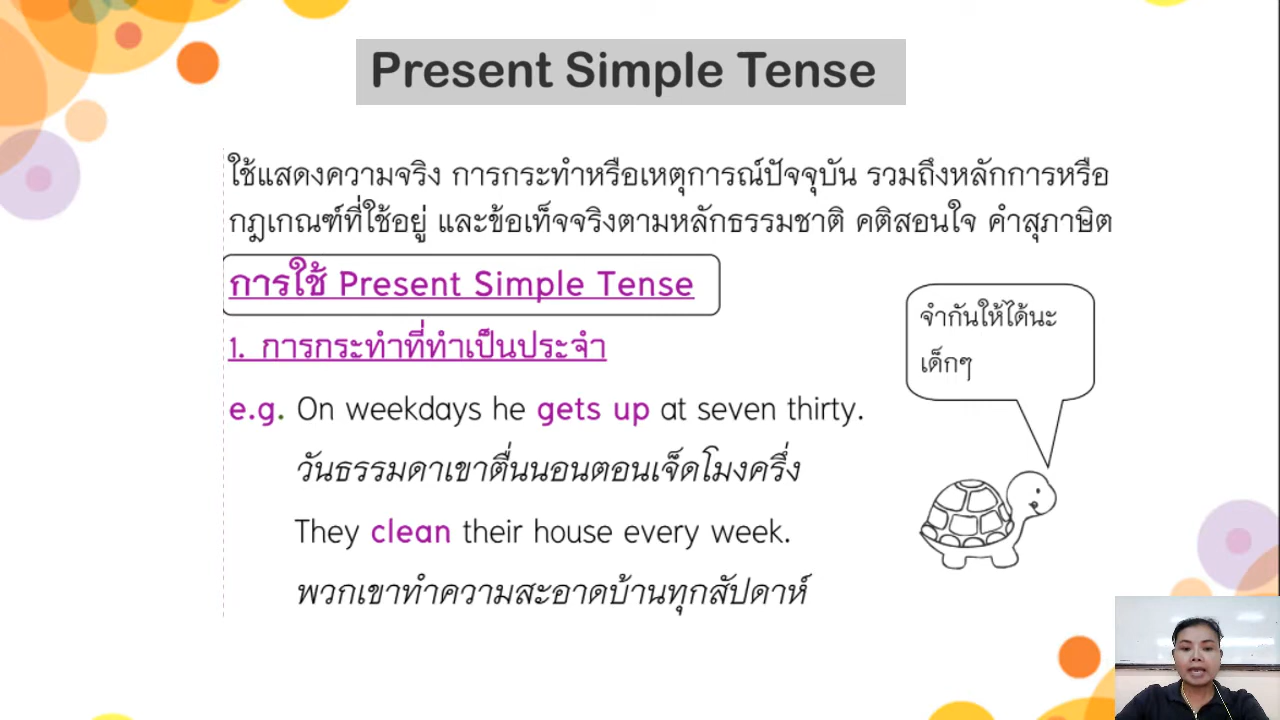 Present Simple Tense
ใช้แสดงความจริง การกระทำหรือเหตุการณ์ปัจจุบัน รวมถึงหลักการหรือ
กฎเกณฑ์ที่ใช้อยู่ และข้อเท็จจริงตามหลักธรรมชาติ คติสอนใจ คำสุภาษิต
การใช้ Present Simple Tense
1. การกระทำที่ทำเป็นประจำ
e.g. On weekdays he gets up at seven thirty.
วันธรรมดาเขาตื่นนอนตอนเจ็ดโมงครึ่ง
They clean their house every week.
พวกเขาทำความสะอาดบ้านทุกสัปดาห์
จำกันให้ได้นะ
เด็กๆ